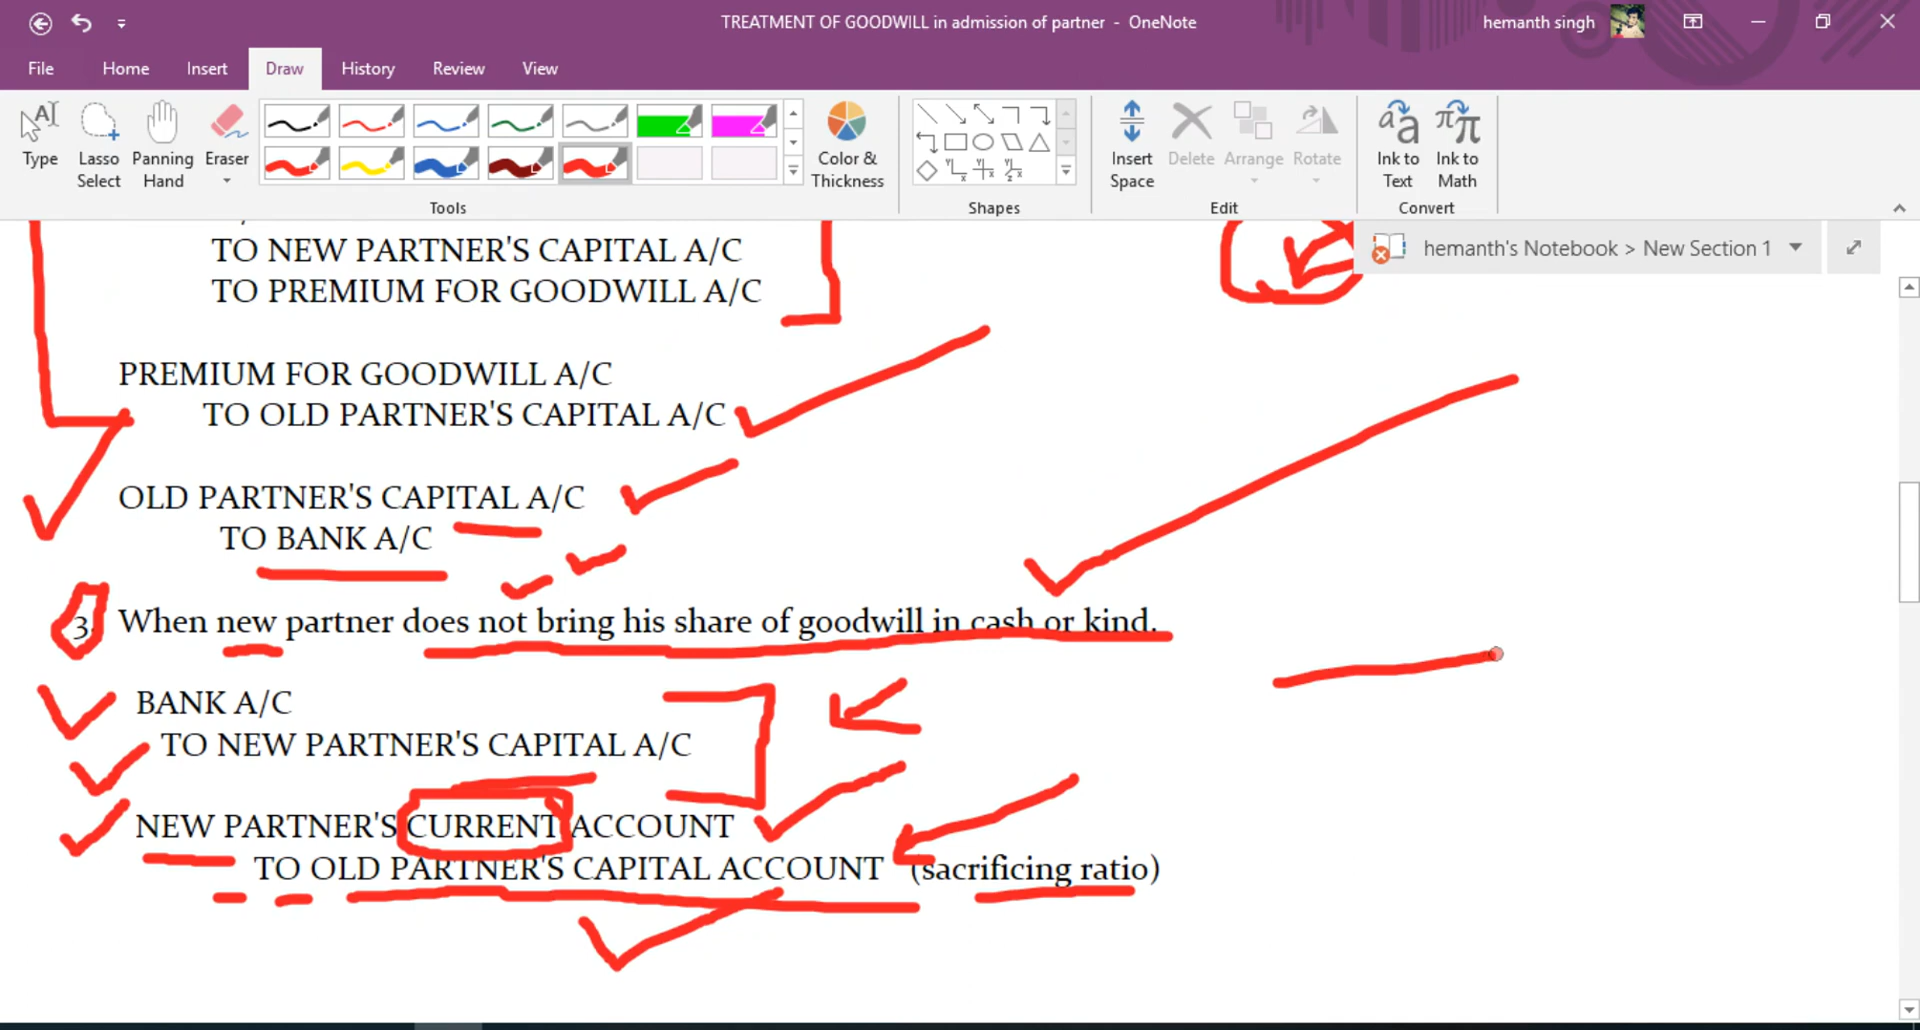 TREATMENT OF GOODWILL in admission of partner - OneNote
hemanth singh
File Home Insert Draw History Review View
Type
Lasso Select
Panning Hand
Eraser
Color & Thickness
Insert Space
Delete
Arrange
Rotate
Ink to Text
Ink to Math
Tools
Shapes
Edit
Convert
hemanth's Notebook > New Section 1
TO NEW PARTNER'S CAPITAL A/C
TO PREMIUM FOR GOODWILL A/C
PREMIUM FOR GOODWILL A/C
TO OLD PARTNER'S CAPITAL A/C
OLD PARTNER'S CAPITAL A/C
TO BANK A/C
3. When new partner does not bring his share of goodwill in cash or kind.
BANK A/C
TO NEW PARTNER'S CAPITAL A/C
NEW PARTNER'S CURRENT ACCOUNT
TO OLD PARTNER'S CAPITAL ACCOUNT (sacrificing ratio)